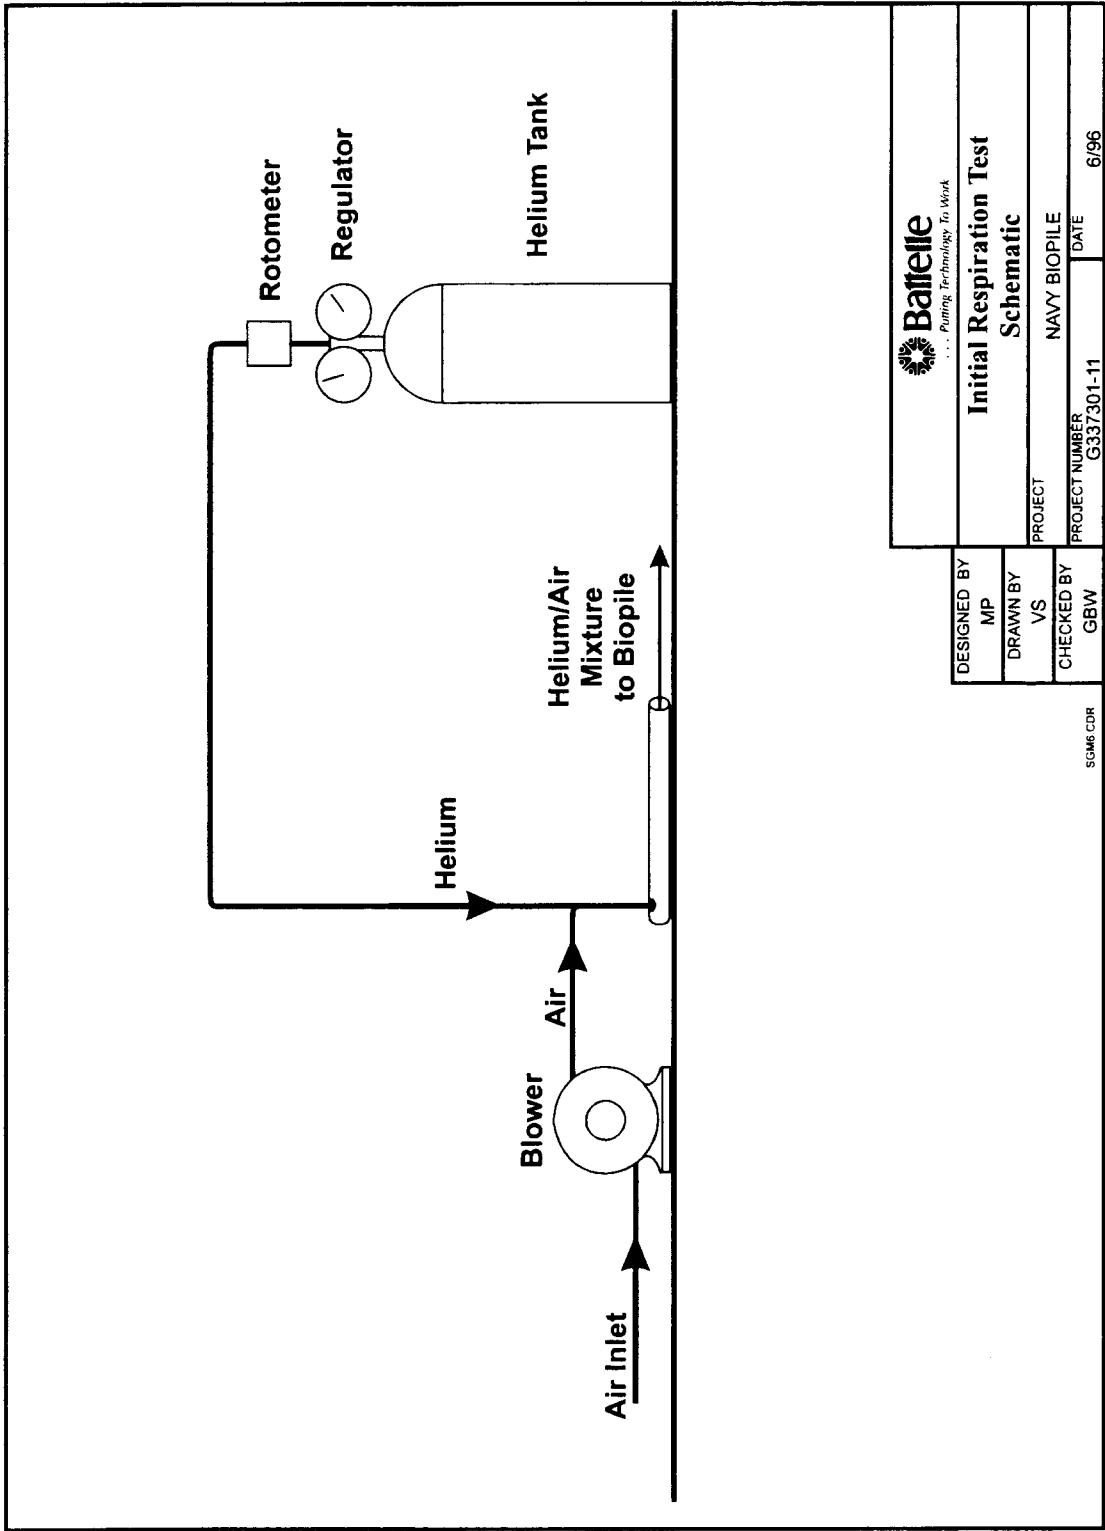 Rotometer
Regulator
Helium Tank
Helium
Helium/Air
Mixture
to Biopile
Air
Blower
Air Inlet
Battelle
. . . Putting Technology To Work
Initial Respiration Test
Schematic
DESIGNED BY
MP
DRAWN BY
VS
CHECKED BY
GBW
PROJECT
NAVY BIOPILE
PROJECT NUMBER
G337301-11
DATE
6/96
SGM6.CDR